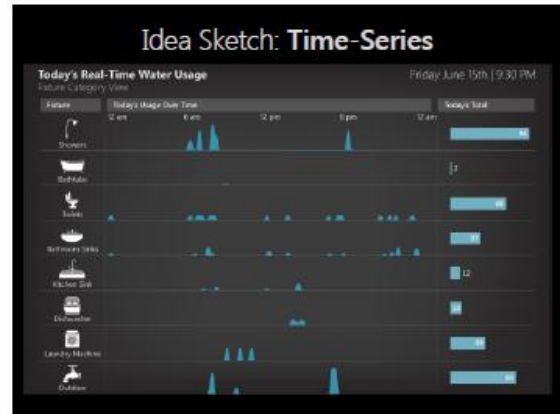 Idea Sketch: Time-Series
Today's Real-Time Water Usage
Friday June 15th | 9:30 PM
Fixture Category View
Fixture
Today's Usage Over Time
Today's Total
12 am
6 am
12 pm
6 pm
12 am
Showers
Bathtubs
2
Toilets
Bathroom Sinks
Kitchen Sink
12
Dishwasher
Laundry Machine
Outdoor